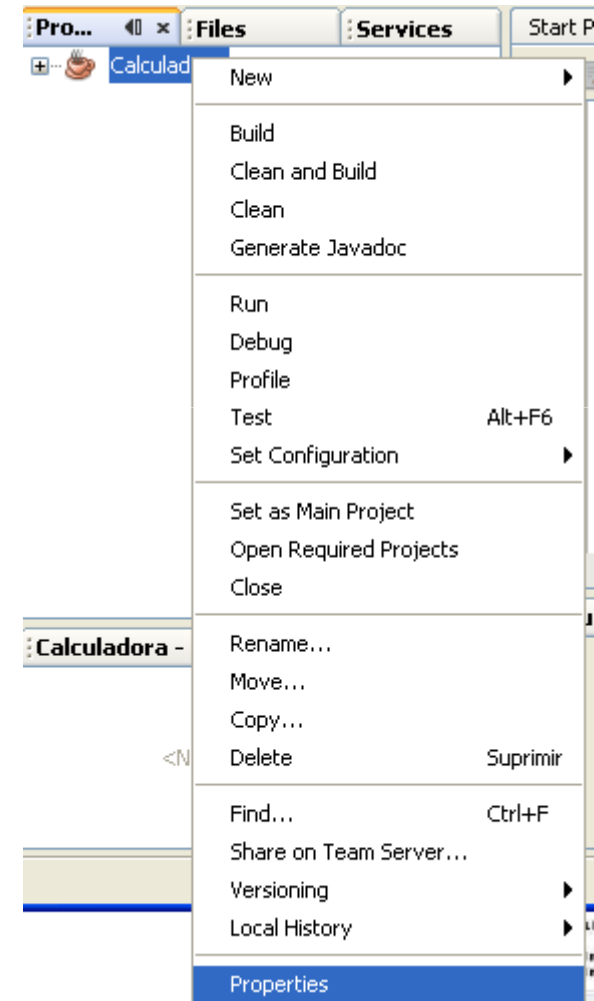 Pro... Files Services Start P
Calculad
New
Build
Clean and Build
Clean
Generate Javadoc
Run
Debug
Profile
Test Alt+F6
Set Configuration
Set as Main Project
Open Required Projects
Close
Rename...
Calculadora -
Move...
Copy...
<N
Delete Suprimir
Find... Ctrl+F
Share on Team Server...
Versioning
Local History
Properties